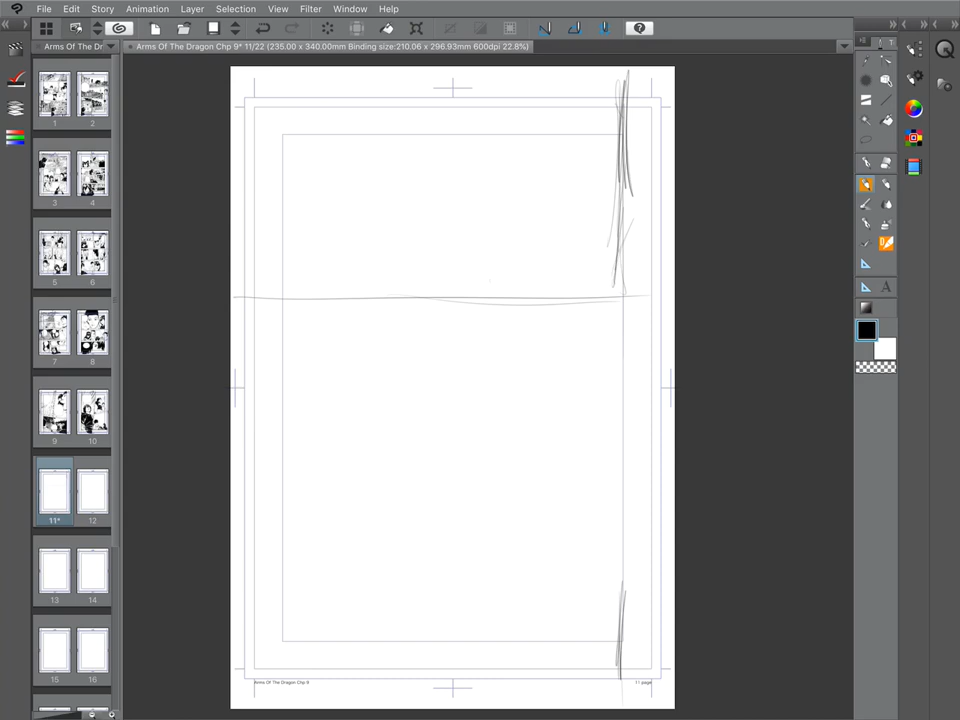 File Edit Story Animation Layer Selection View Filter Window Help
Arms Of The Dr
Arms Of The Dragon Chp 9* 11/22 (235.00 x 340.00mm Binding size:210.06 x 296.93mm 600dpi 22.8%)
T
1 2
3 4
5 6
7 8
9 10
11* 12
13 14
15 16
A
Arms Of The Dragon Chp 9
11 page